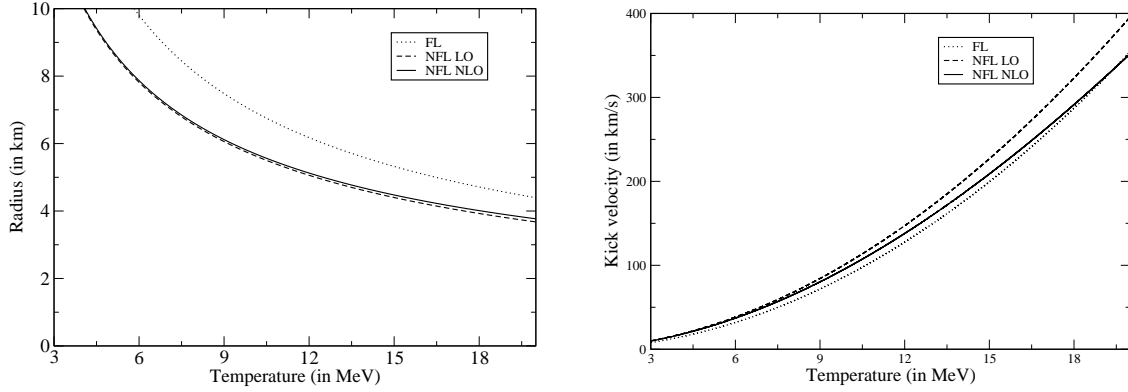 10
8
6
4
2
0
Radius (in km)
FL
NFL LO
NFL NLO
3 6 9 12 15 18
Temperature (in MeV)
400
300
200
100
0
Kick velocity (in km/s)
FL
NFL LO
NFL NLO
3 6 9 12 15 18
Temperature (in MeV)